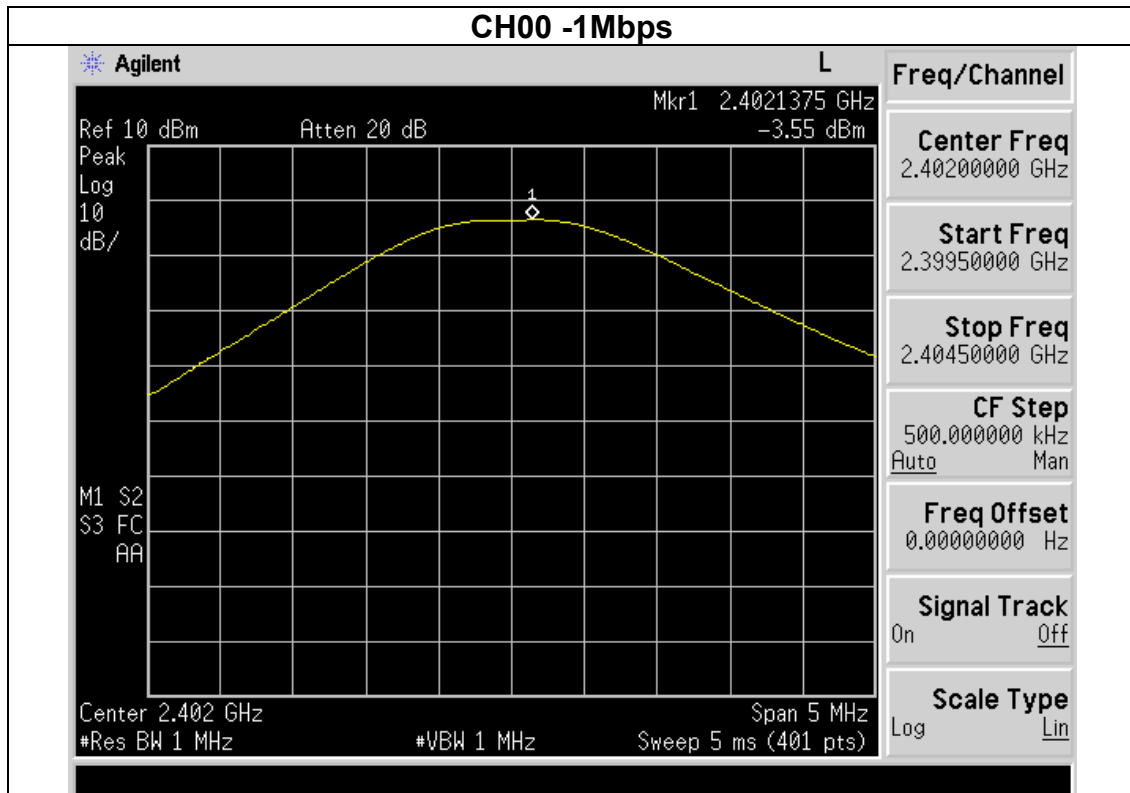 CH00 -1Mbps
Agilent
L
Mkr1 2.4021375 GHz
Ref 10 dBm Atten 20 dB -3.55 dBm
Peak
Log
10
dB/
1
M1 S2
S3 FC
AA
Center 2.402 GHz Span 5 MHz
#Res BW 1 MHz #VBW 1 MHz Sweep 5 ms (401 pts)
Freq/Channel
Center Freq
2.40200000 GHz
Start Freq
2.39950000 GHz
Stop Freq
2.40450000 GHz
CF Step
500.000000 kHz
Auto Man
Freq Offset
0.00000000 Hz
Signal Track
On Off
Scale Type
Log Lin